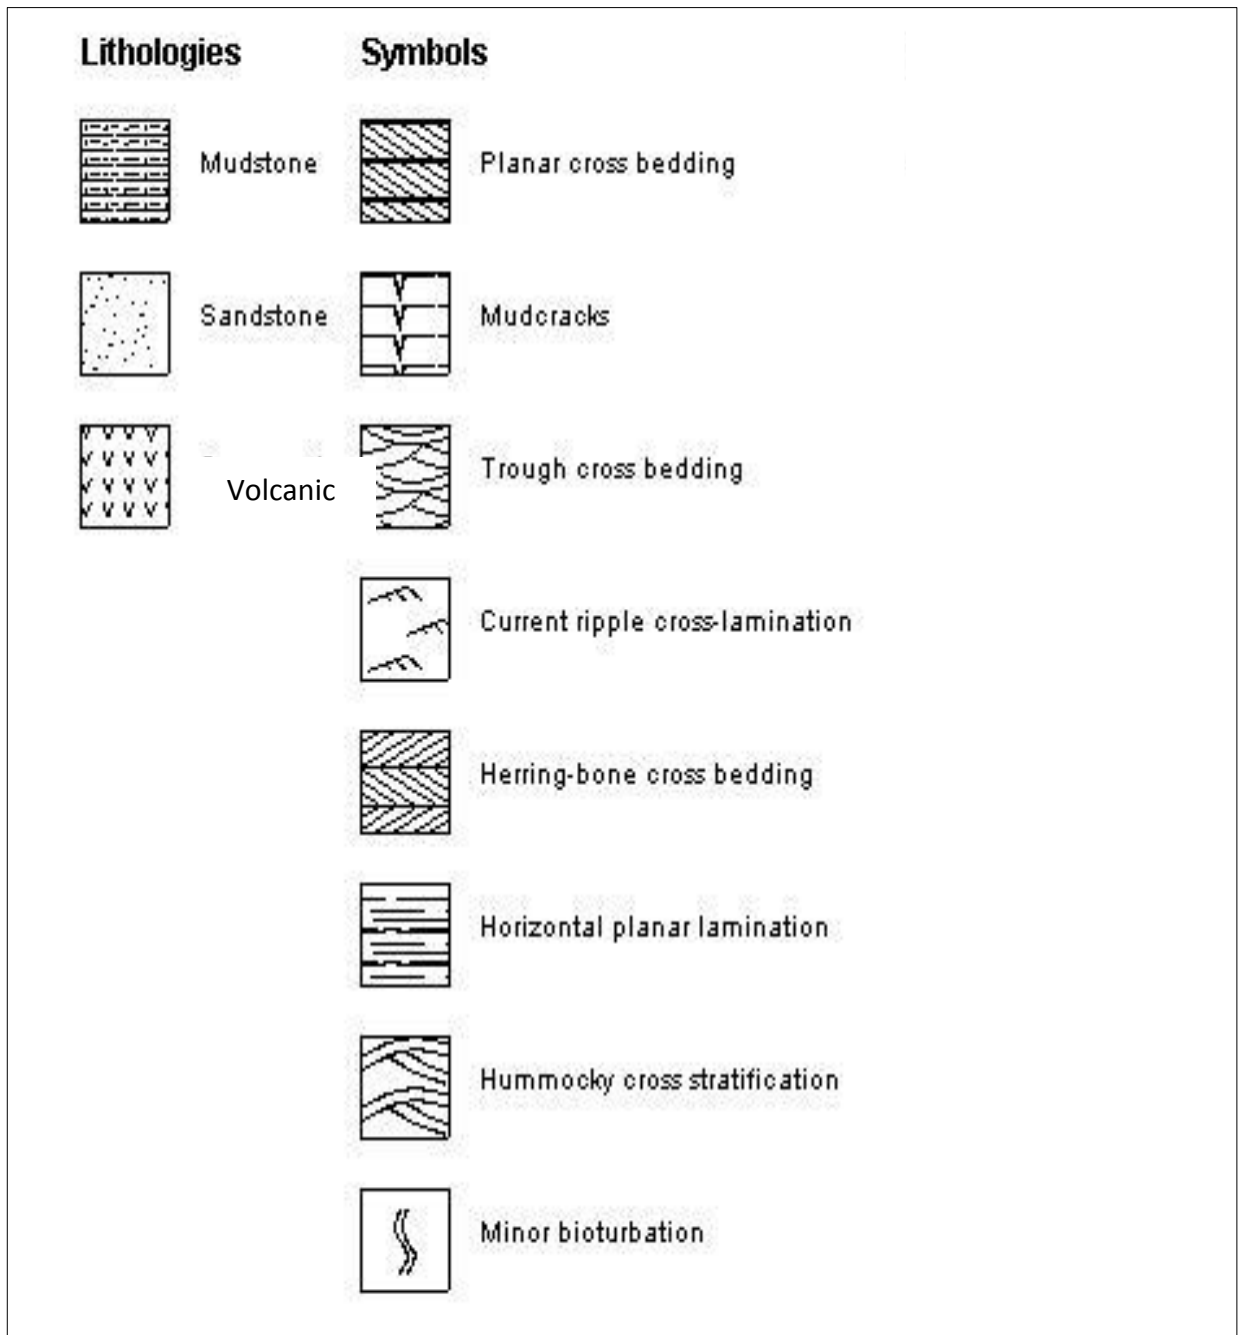 Lithologies Symbols
Mudstone Planar cross bedding
Sandstone Mudcracks
Volcanic Trough cross bedding
Current ripple cross-lamination
Herring-bone cross bedding
Horizontal planar lamination
Hummocky cross stratification
Minor bioturbation